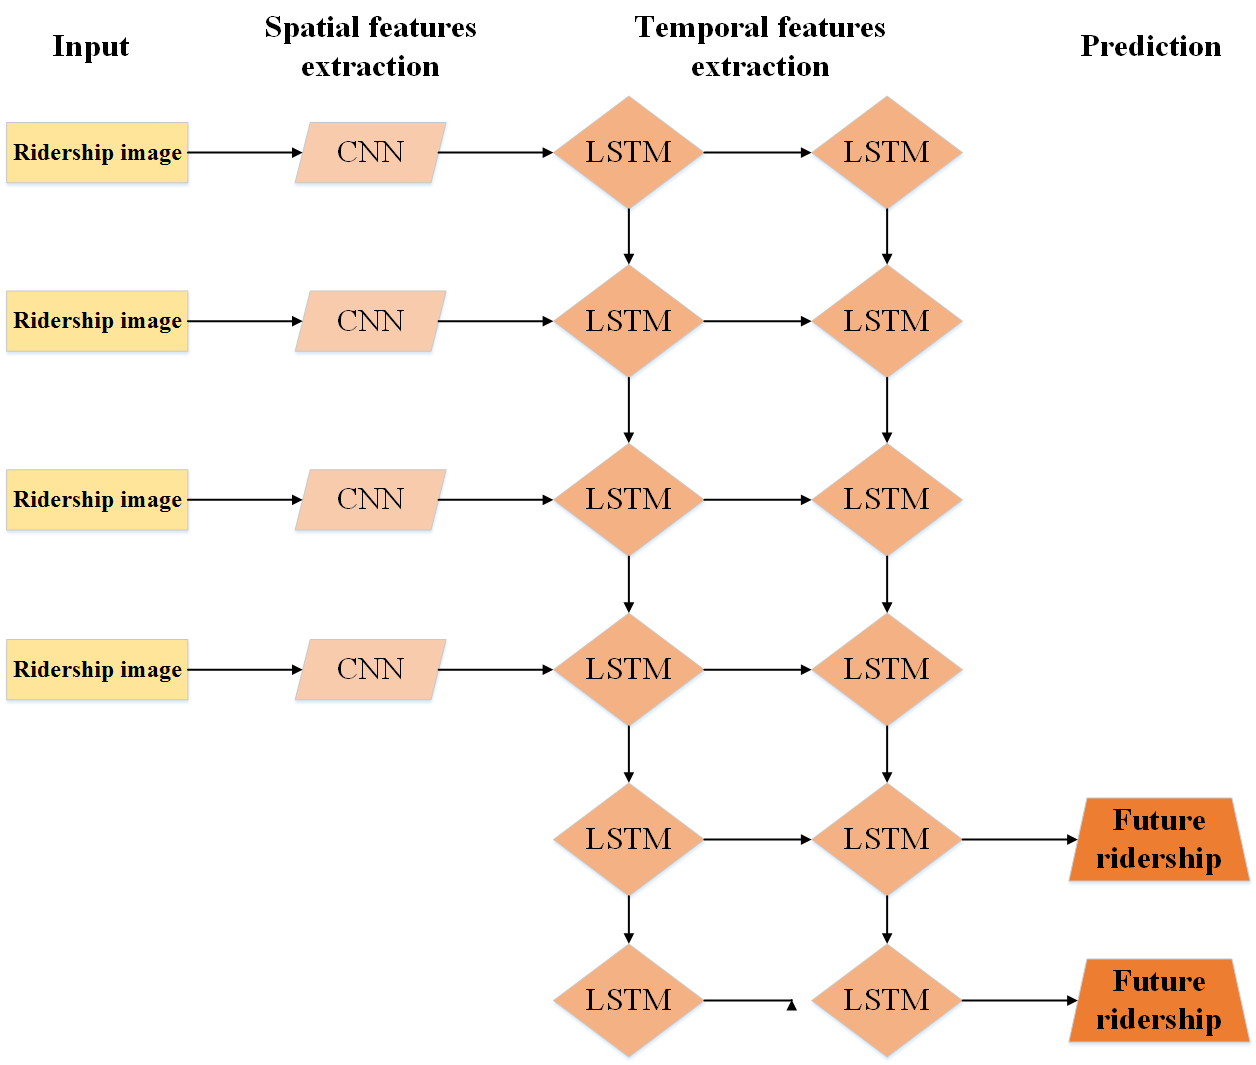 Input
Spatial features
extraction
Temporal features
extraction
Prediction
Ridership image
CNN
LSTM
LSTM
Ridership image
CNN
LSTM
LSTM
Ridership image
CNN
LSTM
LSTM
Ridership image
CNN
LSTM
LSTM
LSTM
LSTM
Future
ridership
LSTM
LSTM
Future
ridership